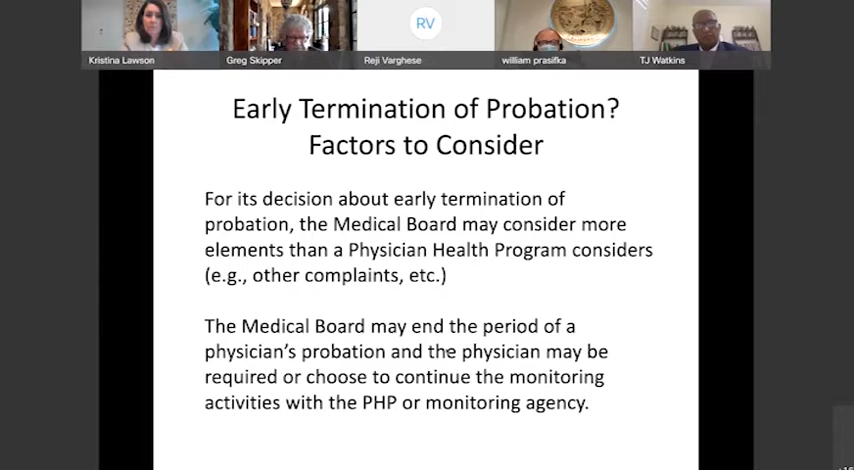 RV
Kristina Lawson
Greg Skipper
Reji Varghese
william prasifka
TJ Watkins
Early Termination of Probation?
Factors to Consider
For its decision about early termination of
probation, the Medical Board may consider more
elements than a Physician Health Program considers
(e.g., other complaints, etc.)
The Medical Board may end the period of a
physician's probation and the physician may be
required or choose to continue the monitoring
activities with the PHP or monitoring agency.